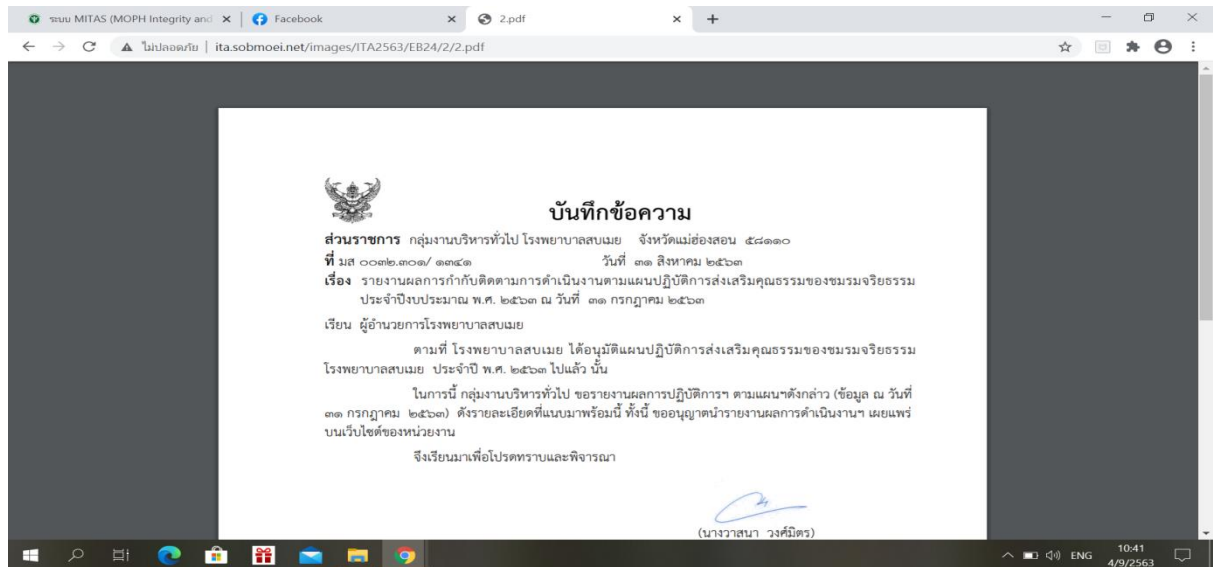 ระบบ MITAS (MOPH Integrity and
Facebook
2.pdf
ไม่ปลอดภัย | ita.sobmoei.net/images/ITA2563/EB24/2/2.pdf
บันทึกข้อความ
ส่วนราชการ กลุ่มงานบริหารทั่วไป โรงพยาบาลสบเมย จังหวัดแม่ฮ่องสอน ๕๘๑๑๐
ที่ มส ๐๐๓๒.๓๐๑/ ๑๓๔๑ วันที่ ๓๑ สิงหาคม ๒๕๖๓
เรื่อง รายงานผลการกำกับติดตามการดำเนินงานตามแผนปฏิบัติการส่งเสริมคุณธรรมของชมรมจริยธรรม
ประจำปีงบประมาณ พ.ศ. ๒๕๖๓ ณ วันที่ ๓๑ กรกฎาคม ๒๕๖๓
เรียน ผู้อำนวยการโรงพยาบาลสบเมย
ตามที่ โรงพยาบาลสบเมย ได้อนุมัติแผนปฏิบัติการส่งเสริมคุณธรรมของชมรมจริยธรรม
โรงพยาบาลสบเมย ประจำปี พ.ศ. ๒๕๖๓ ไปแล้ว นั้น
ในการนี้ กลุ่มงานบริหารทั่วไป ขอรายงานผลการปฏิบัติการฯ ตามแผนฯดังกล่าว (ข้อมูล ณ วันที่
๓๑ กรกฎาคม ๒๕๖๓) ดังรายละเอียดที่แนบมาพร้อมนี้ ทั้งนี้ ขออนุญาตนำรายงานผลการดำเนินงานฯ เผยแพร่
บนเว็บไซต์ของหน่วยงาน
จึงเรียนมาเพื่อโปรดทราบและพิจารณา
(นางวาสนา วงศ์มิตร)
ENG
10:41
4/9/2563